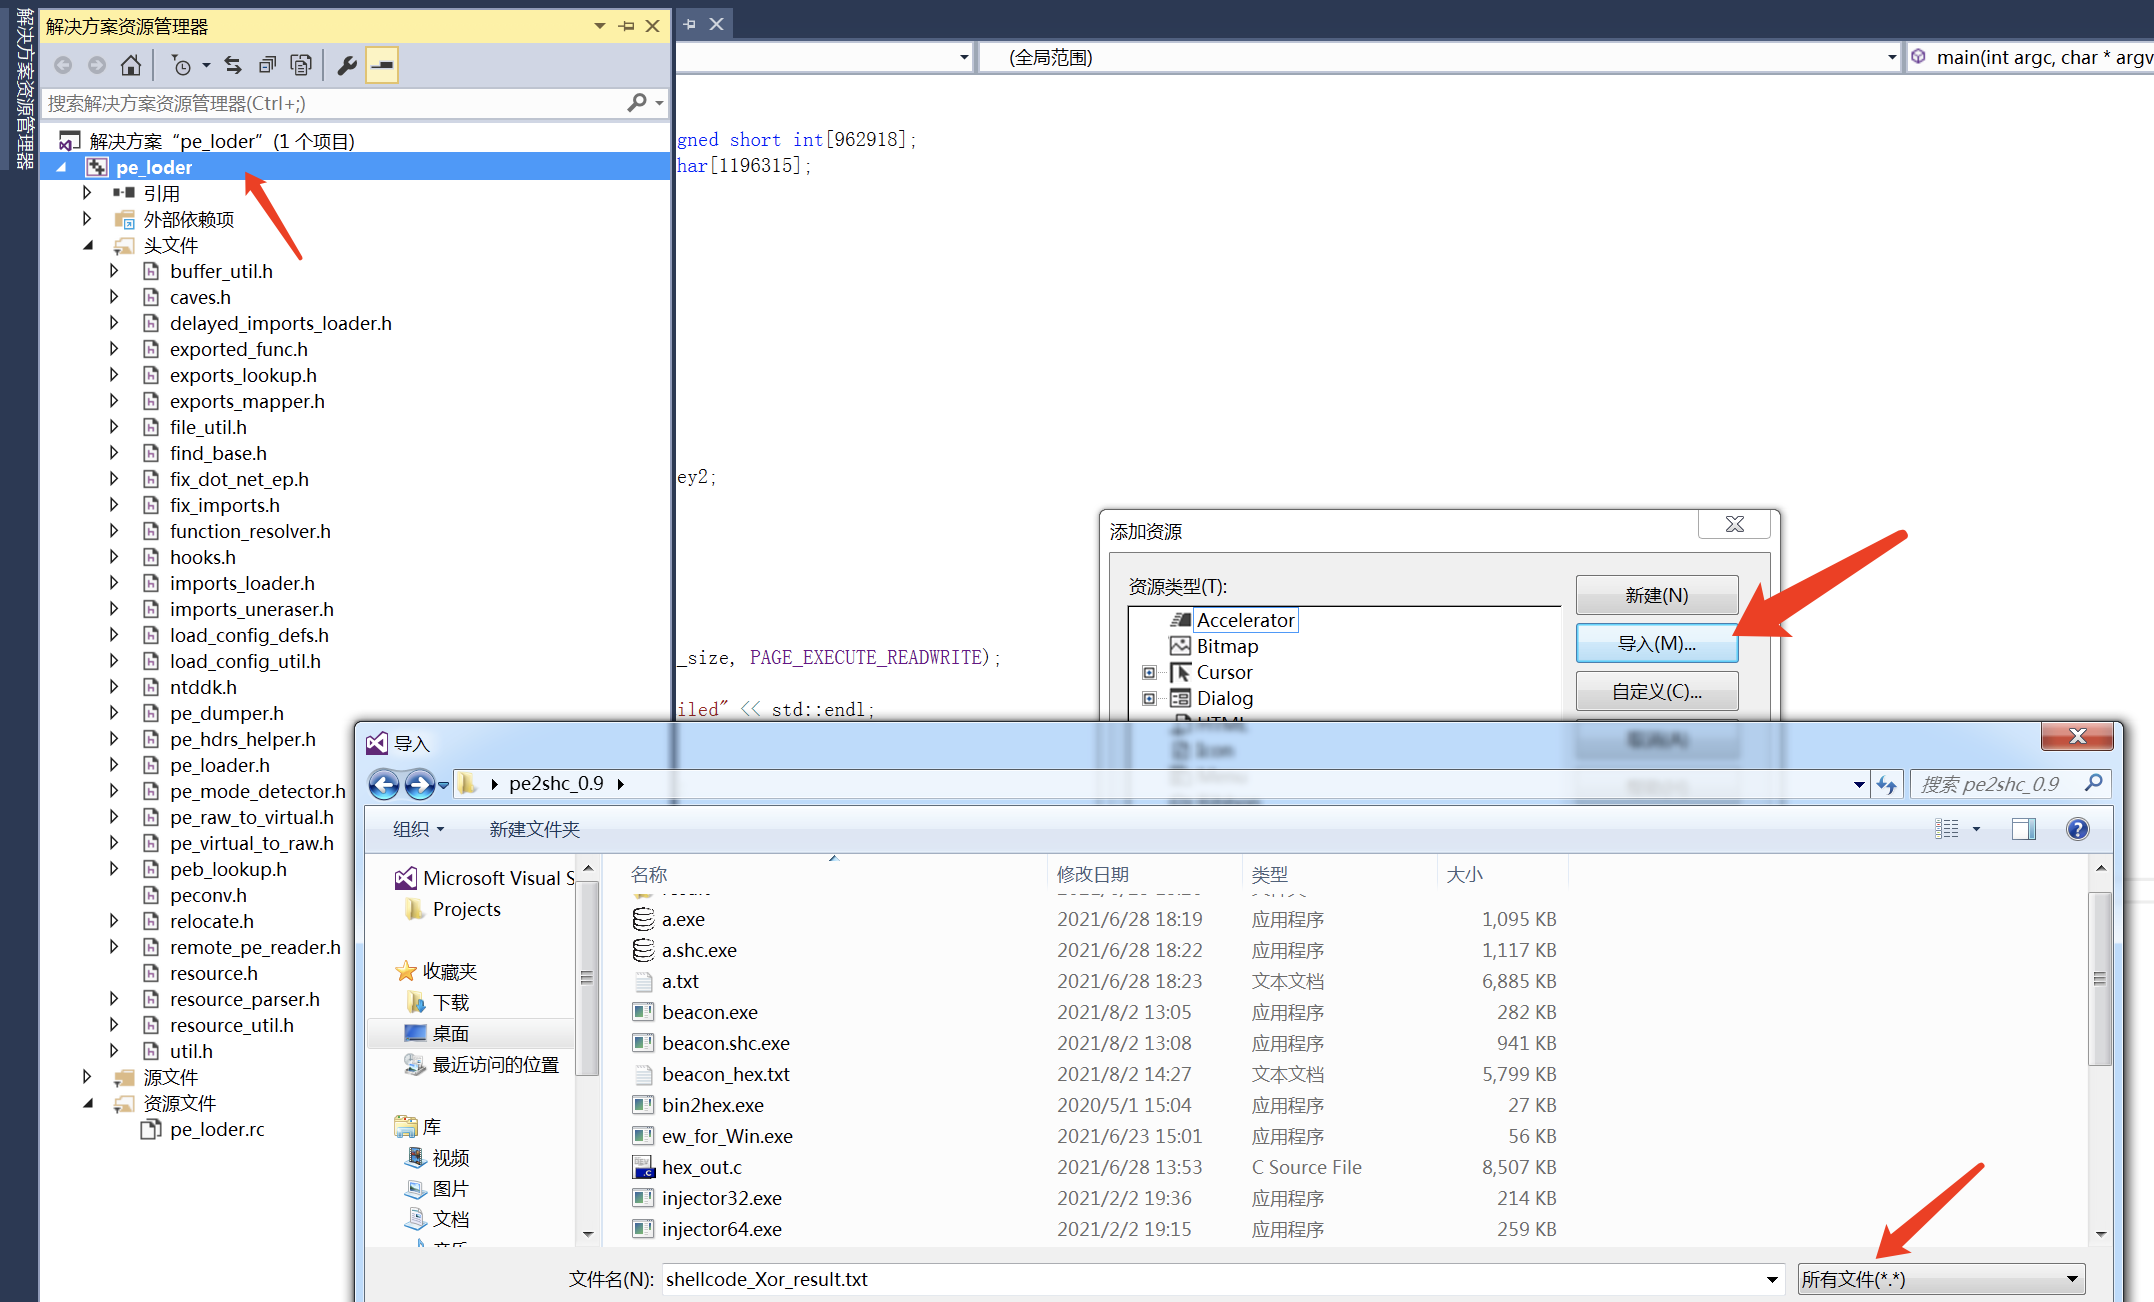 解决方案资源管理器
解决方案资源管理器
搜索解决方案资源管理器(Ctrl+;)
解决方案“pe_loder”(1 个项目)
pe_loder
引用
外部依赖项
头文件
buffer_util.h
caves.h
delayed_imports_loader.h
exported_func.h
exports_lookup.h
exports_mapper.h
file_util.h
find_base.h
fix_dot_net_ep.h
fix_imports.h
function_resolver.h
hooks.h
imports_loader.h
imports_uneraser.h
load_config_defs.h
load_config_util.h
ntddk.h
pe_dumper.h
pe_hdrs_helper.h
pe_loader.h
pe_mode_detector.h
pe_raw_to_virtual.h
pe_virtual_to_raw.h
peb_lookup.h
peconv.h
relocate.h
remote_pe_reader.h
resource.h
resource_parser.h
resource_util.h
util.h
源文件
资源文件
pe_loder.rc
(全局范围)
main(int argc, char * argv
gned short int[962918];
har[1196315];
ey2;
_size, PAGE_EXECUTE_READWRITE);
iled" << std::endl;
添加资源
资源类型(T):
Accelerator
Bitmap
Cursor
Dialog
HTML
Icon
Menu
新建(N)
导入(M)...
自定义(C)...
取消(A)
导入
pe2shc_0.9
搜索 pe2shc_0.9
组织
新建文件夹
Microsoft Visual S
Projects
收藏夹
下载
桌面
最近访问的位置
库
视频
图片
文档
音乐
名称 修改日期 类型 大小
a.exe 2021/6/28 18:19 应用程序 1,095 KB
a.shc.exe 2021/6/28 18:22 应用程序 1,117 KB
a.txt 2021/6/28 18:23 文本文档 6,885 KB
beacon.exe 2021/8/2 13:05 应用程序 282 KB
beacon.shc.exe 2021/8/2 13:08 应用程序 941 KB
beacon_hex.txt 2021/8/2 14:27 文本文档 5,799 KB
bin2hex.exe 2020/5/1 15:04 应用程序 27 KB
ew_for_Win.exe 2021/6/23 15:01 应用程序 56 KB
hex_out.c 2021/6/28 13:53 C Source File 8,507 KB
injector32.exe 2021/2/2 19:36 应用程序 214 KB
injector64.exe 2021/2/2 19:15 应用程序 259 KB
文件名(N): shellcode_Xor_result.txt 所有文件(*.*)